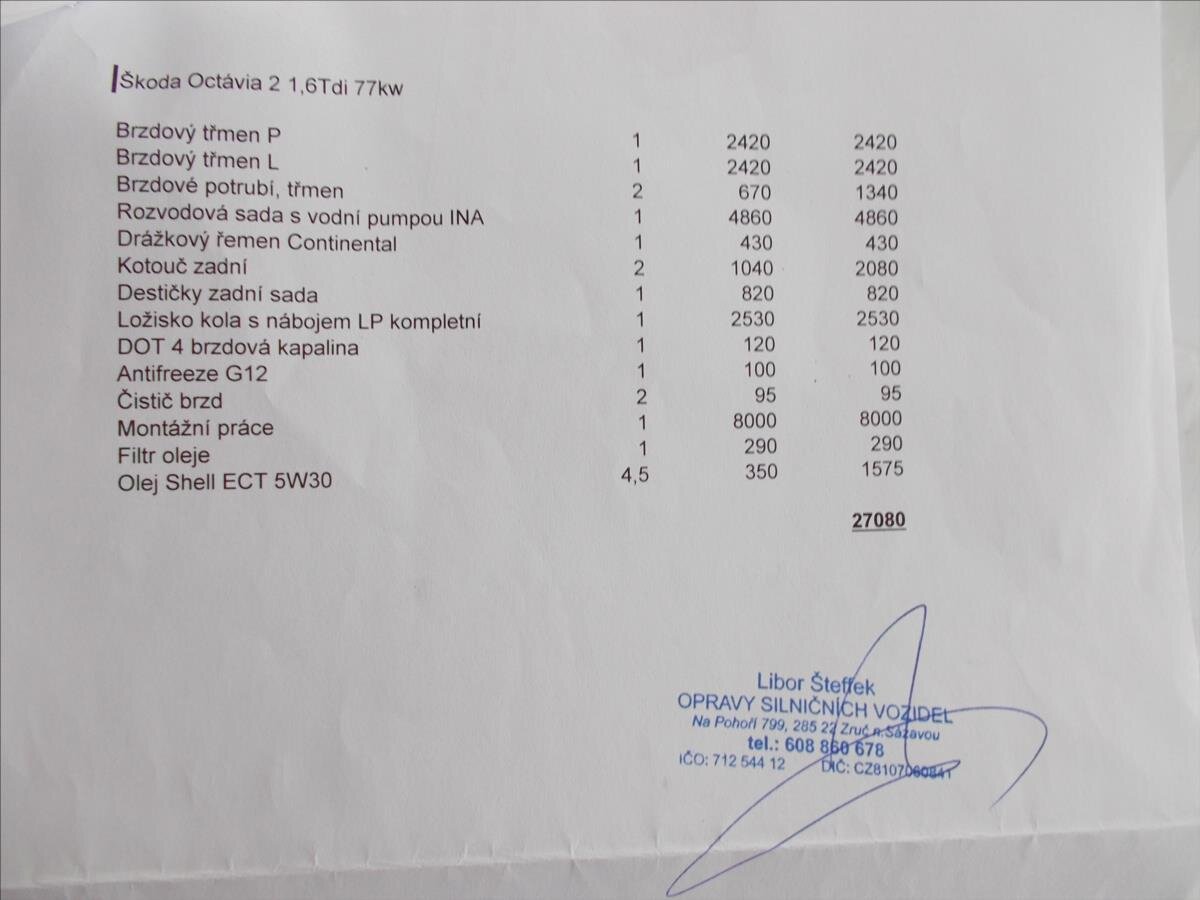 Škoda Octávia 2 1,6Tdi 77kw
Brzdový třmen P 1 2420 2420
Brzdový třmen L 1 2420 2420
Brzdové potrubí, třmen 2 670 1340
Rozvodová sada s vodní pumpou INA 1 4860 4860
Drážkový řemen Continental 1 430 430
Kotouč zadní 2 1040 2080
Destičky zadní sada 1 820 820
Ložisko kola s nábojem LP kompletní 1 2530 2530
DOT 4 brzdová kapalina 1 120 120
Antifreeze G12 1 100 100
Čistič brzd 2 95 95
Montážní práce 1 8000 8000
Filtr oleje 1 290 290
Olej Shell ECT 5W30 4,5 350 1575
27080
Libor Šteffek
OPRAVY SILNIČNÍCH VOZIDEL
Na Pohoří 799, 285 22 Zruč n.Sázavou
tel.: 608 860 678
IČO: 712 544 12 DIČ: